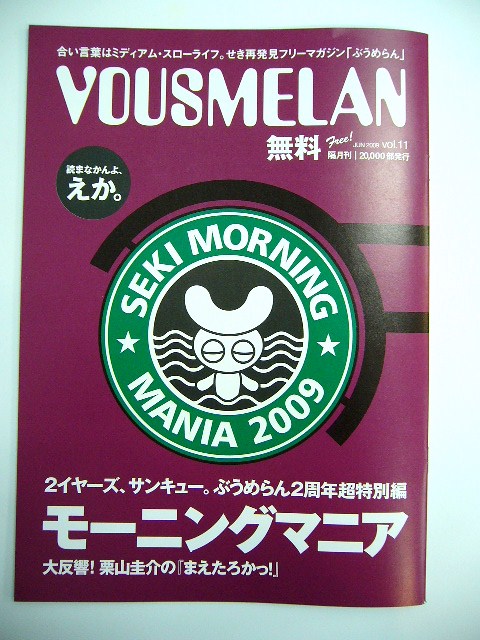 合い言葉はミディアム・スローライフ。せき再発見フリーマガジン「ぶうめらん」
VOUSMELAN
無料 Free! JUN 2009 vol.11
隔月刊 | 20,000部発行
読まなかんよ、
えか。
SEKI MORNING
MANIA 2009
2イヤーズ、サンキュー。ぶうめらん2周年超特別編
モーニングマニア
大反響! 栗山圭介の『まえたろかっ!』